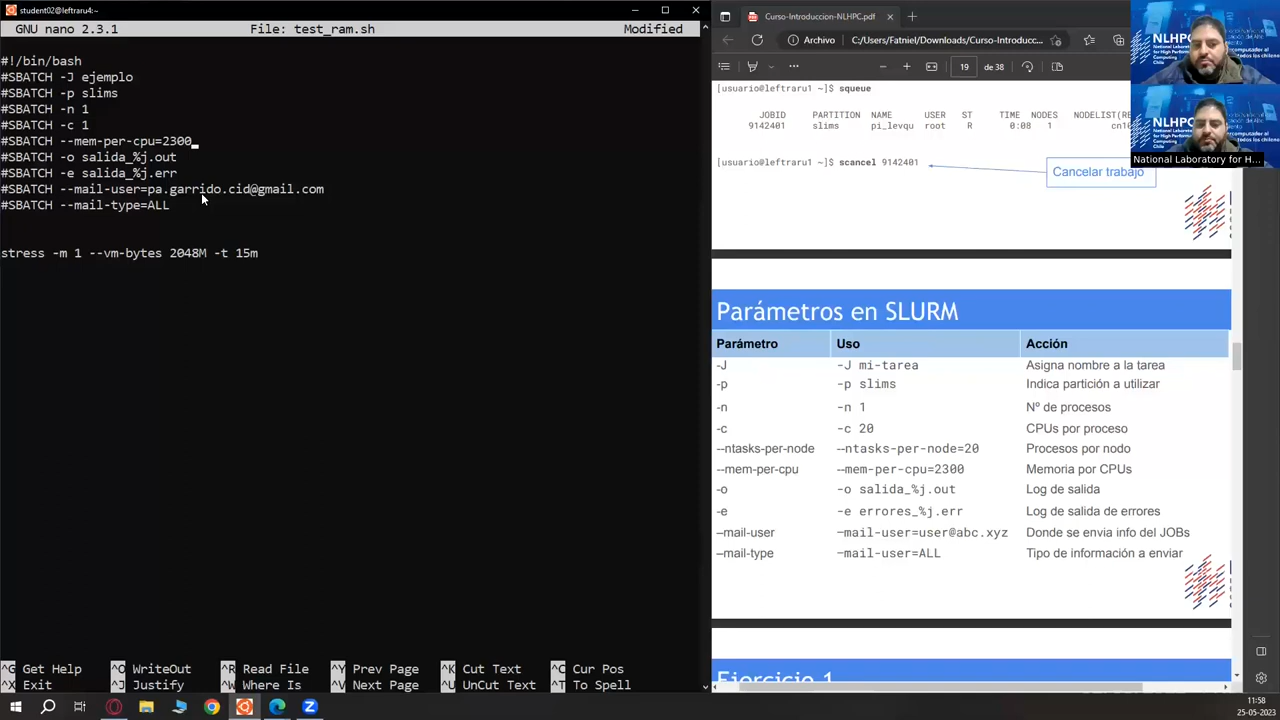 student02@leftraru4:~
GNU nano 2.3.1 File: test_ram.sh Modified
#!/bin/bash
#SBATCH -J ejemplo
#SBATCH -p slims
#SBATCH -n 1
#SBATCH -c 1
#SBATCH --mem-per-cpu=2300
#SBATCH -o salida_%j.out
#SBATCH -e salida_%j.err
#SBATCH --mail-user=pa.garrido.cid@gmail.com
#SBATCH --mail-type=ALL
stress -m 1 --vm-bytes 2048M -t 15m
^G Get Help ^O WriteOut ^R Read File ^Y Prev Page ^K Cut Text ^C Cur Pos
^X Exit ^J Justify ^W Where Is ^V Next Page ^U UnCut Text ^T To Spell
Curso-Introduccion-NLHPC.pdf
Archivo C:/Users/Fatniel/Downloads/Curso-Introducc...
19 de 38
[usuario@leftraru1 ~]$ squeue
JOBID PARTITION NAME USER ST TIME NODES NODELIST(RE
9142401 slims pi_levqu root R 0:08 1 cn10
[usuario@leftraru1 ~]$ scancel 9142401
Cancelar trabajo
Parámetros en SLURM
Parámetro Uso Acción
-J -J mi-tarea Asigna nombre a la tarea
-p -p slims Indica partición a utilizar
-n -n 1 Nº de procesos
-c -c 20 CPUs por proceso
--ntasks-per-node --ntasks-per-node=20 Procesos por nodo
--mem-per-cpu --mem-per-cpu=2300 Memoria por CPUs
-o -o salida_%j.out Log de salida
-e -e errores_%j.err Log de salida de errores
–mail-user –mail-user=user@abc.xyz Donde se envia info del JOBs
–mail-type –mail-user=ALL Tipo de información a enviar
Ejercicio 1
NLHPC
National Laboratory for H...
11:58
25-05-2023